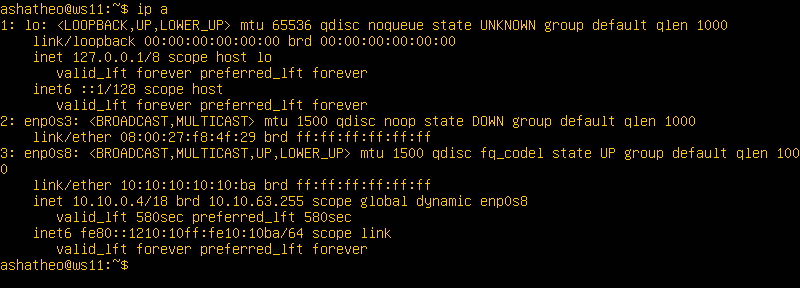 ashatheo@ws11:~$ ip a
1: lo: <LOOPBACK,UP,LOWER_UP> mtu 65536 qdisc noqueue state UNKNOWN group default qlen 1000
    link/loopback 00:00:00:00:00:00 brd 00:00:00:00:00:00
    inet 127.0.0.1/8 scope host lo
       valid_lft forever preferred_lft forever
    inet6 ::1/128 scope host
       valid_lft forever preferred_lft forever
2: enp0s3: <BROADCAST,MULTICAST> mtu 1500 qdisc noop state DOWN group default qlen 1000
    link/ether 08:00:27:f8:4f:29 brd ff:ff:ff:ff:ff:ff
3: enp0s8: <BROADCAST,MULTICAST,UP,LOWER_UP> mtu 1500 qdisc fq_codel state UP group default qlen 100
0
    link/ether 10:10:10:10:10:ba brd ff:ff:ff:ff:ff:ff
    inet 10.10.0.4/18 brd 10.10.63.255 scope global dynamic enp0s8
       valid_lft 580sec preferred_lft 580sec
    inet6 fe80::1210:10ff:fe10:10ba/64 scope link
       valid_lft forever preferred_lft forever
ashatheo@ws11:~$